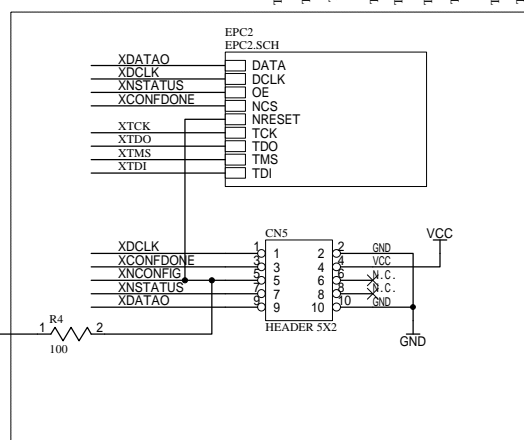 EPC2
EPC2.SCH
XDATAO DATA
XDCLK DCLK
XNSTATUS OE
XCONFDONE NCS
NRESET
XTCK TCK
XTDO TDO
XTMS TMS
XTDI TDI
VCC
CN5
XDCLK 1 1 2 2 GND
XCONFDONE 3 3 4 4 VCC
XNCONFIG 5 5 6 6 N.C.
XNSTATUS 7 7 8 8 N.C.
XDATAO 9 9 10 10 GND
HEADER 5X2
R4
1 2
100
GND